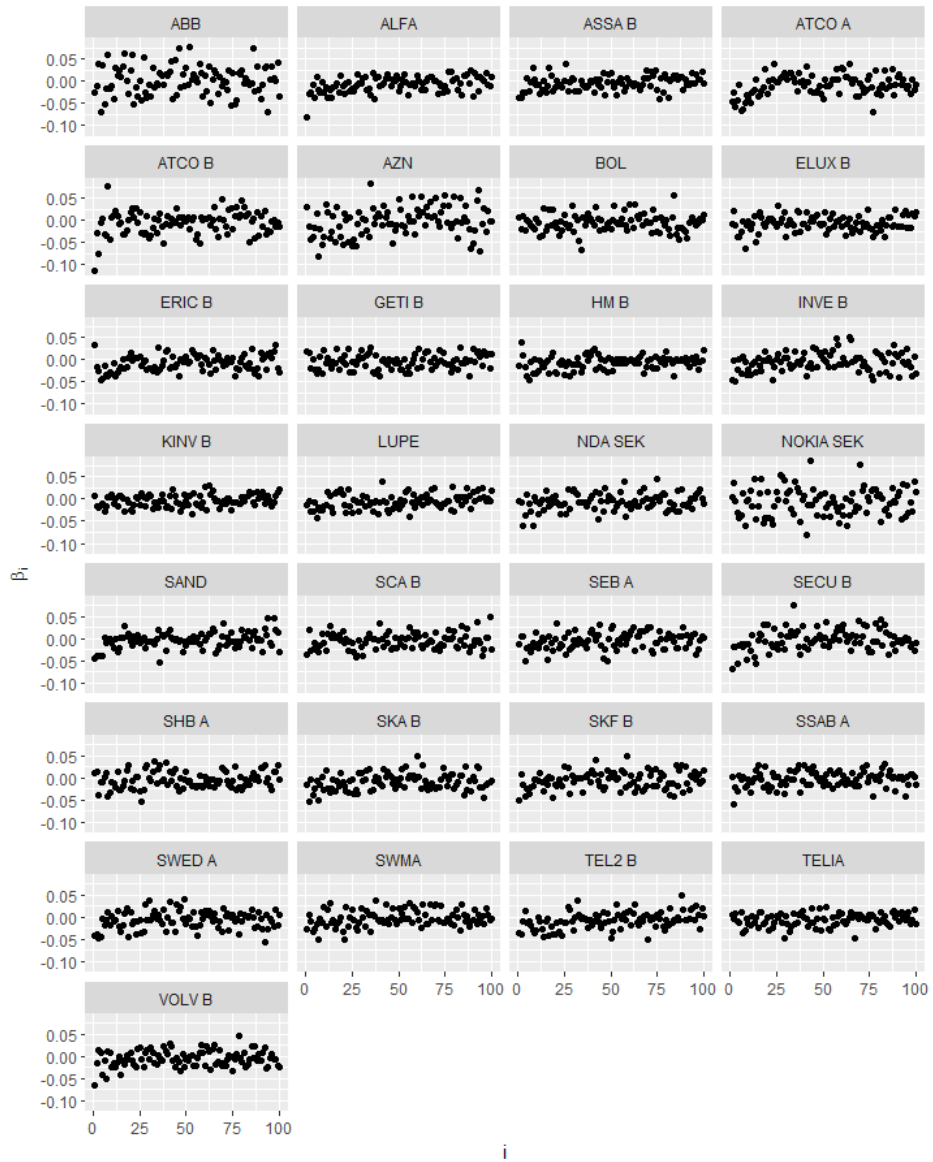 ABB ALFA ASSA B ATCO A
0.05
0.00
-0.05
-0.10
ATCO B AZN BOL ELUX B
0.05
0.00
-0.05
-0.10
ERIC B GETI B HM B INVE B
0.05
0.00
-0.05
-0.10
KINV B LUPE NDA SEK NOKIA SEK
0.05
0.00
-0.05
-0.10
βi
SAND SCA B SEB A SECU B
0.05
0.00
-0.05
-0.10
SHB A SKA B SKF B SSAB A
0.05
0.00
-0.05
-0.10
SWED A SWMA TEL2 B TELIA
0.05
0.00
-0.05
-0.10
0 25 50 75 100 0 25 50 75 100 0 25 50 75 100
VOLV B
0.05
0.00
-0.05
-0.10
0 25 50 75 100
i